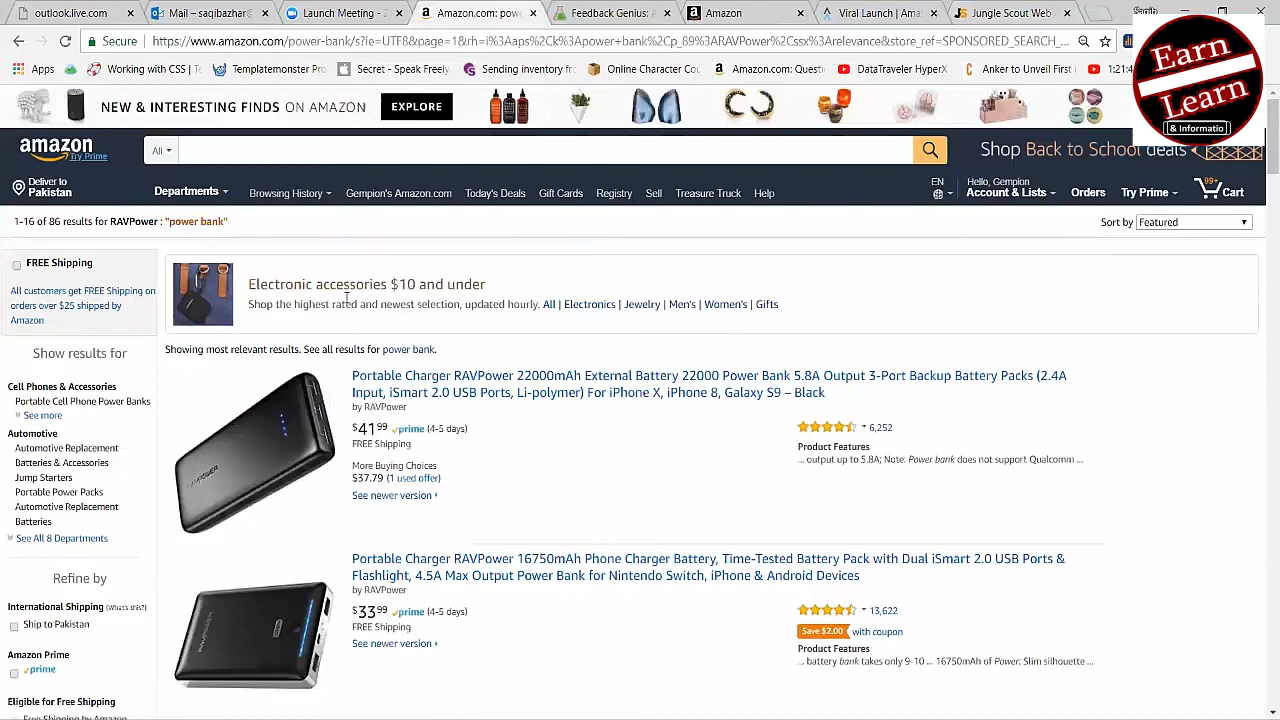 outlook.live.com
Mail – saqibazhar@
Launch Meeting -
Amazon.com: pow
Feedback Genius: A
Amazon
Viral Launch | Ama
Jungle Scout Web
Secure | https://www.amazon.com/power-bank/s?ie=UTF8&page=1&rh=i%3Aaps%2Ck%3Apower+bank%2Cp_89%3ARAVPower%2Cssx%3Arelevance&store_ref=SPONSORED_SEARCH_...
Apps
Working with CSS | T
Templatemonster Pro
Secret - Speak Freely
Getting inventory fr
Online Character Co
Amazon.com: Questi
DataTraveler HyperX
Anker to Unveil First
1:21:4
Earn
Learn
& Informatio
NEW & INTERESTING FINDS ON AMAZON
EXPLORE
amazon
Try Prime
All
Shop Back to School deals
Deliver to
Pakistan
Departments
Browsing History
Gempion's Amazon.com
Today's Deals
Gift Cards
Registry
Sell
Treasure Truck
Help
EN
Hello, Gempion
Account & Lists
Orders
Try Prime
99+
Cart
1-16 of 86 results for RAVPower : "power bank"
Sort by Featured
FREE Shipping
All customers get FREE Shipping on
orders over $25 shipped by
Amazon
Show results for
Cell Phones & Accessories
Portable Cell Phone Power Banks
See more
Automotive
Automotive Replacement
Batteries & Accessories
Jump Starters
Portable Power Packs
Automotive Replacement
Batteries
See All 8 Departments
Refine by
International Shipping (What's this?)
Ship to Pakistan
Amazon Prime
prime
Eligible for Free Shipping
Free Shipping by Amazon
Electronic accessories $10 and under
Shop the highest rated and newest selection, updated hourly. All | Electronics | Jewelry | Men's | Women's | Gifts
Showing most relevant results. See all results for power bank.
Portable Charger RAVPower 22000mAh External Battery 22000 Power Bank 5.8A Output 3-Port Backup Battery Packs (2.4A
Input, iSmart 2.0 USB Ports, Li-polymer) For iPhone X, iPhone 8, Galaxy S9 – Black
by RAVPower
$41 99 prime (4-5 days)
FREE Shipping
More Buying Choices
$37.79 (1 used offer)
See newer version
6,252
Product Features
... output up to 5.8A; Note: Power bank does not support Qualcomm ...
RAVPOWER
Portable Charger RAVPower 16750mAh Phone Charger Battery, Time-Tested Battery Pack with Dual iSmart 2.0 USB Ports &
Flashlight, 4.5A Max Output Power Bank for Nintendo Switch, iPhone & Android Devices
by RAVPower
$33 99 prime (4-5 days)
FREE Shipping
See newer version
13,622
Save $2.00 with coupon
Product Features
... battery bank takes only 9-10 ... 16750mAh of Power: Slim silhouette ...
RAVPOWER